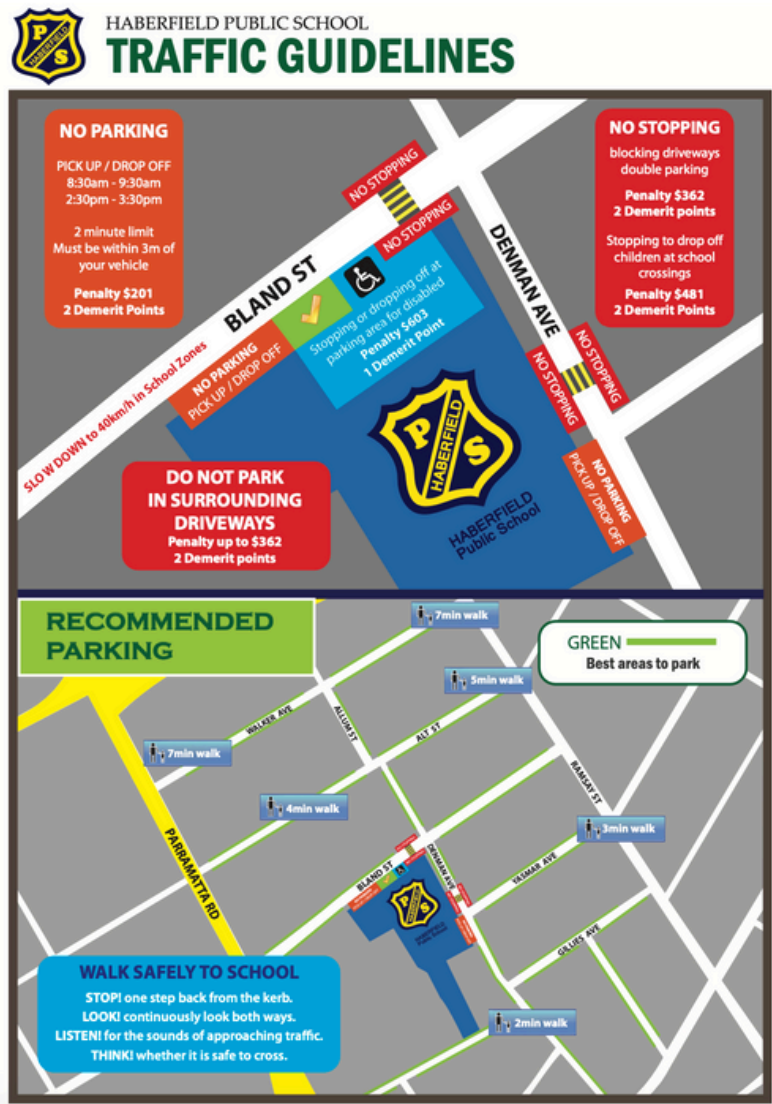 HABERFIELD PUBLIC SCHOOL
TRAFFIC GUIDELINES
P
HABERFIELD
S
NO PARKING
PICK UP / DROP OFF
8:30am - 9:30am
2:30pm - 3:30pm
2 minute limit
Must be within 3m of
your vehicle
Penalty $201
2 Demerit Points
NO STOPPING
blocking driveways
double parking
Penalty $362
2 Demerit points
Stopping to drop off
children at school
crossings
Penalty $481
2 Demerit points
NO STOPPING
NO STOPPING
BLAND ST
DENMAN AVE
Stopping or dropping off at
parking area for disabled
Penalty $603
1 Demerit Point
NO PARKING
PICK UP / DROP OFF
SLOW DOWN to 40km/h in School Zones
NO STOPPING
NO STOPPING
P
HABERFIELD
S
HABERFIELD
Public School
NO PARKING
PICK UP / DROP OFF
DO NOT PARK
IN SURROUNDING
DRIVEWAYS
Penalty up to $362
2 Demerit points
RECOMMENDED
PARKING
GREEN
Best areas to park
7min walk
5min walk
WALKER AVE
ALLUM ST
ALT ST
7min walk
4min walk
RAMSAY ST
3min walk
PARRAMATTA RD
BLAND ST
DENMAN AVE
YASMAR AVE
P
S
GILLIES AVE
WALK SAFELY TO SCHOOL
STOP! one step back from the kerb.
LOOK! continuously look both ways.
LISTEN! for the sounds of approaching traffic.
THINK! whether it is safe to cross.
2min walk